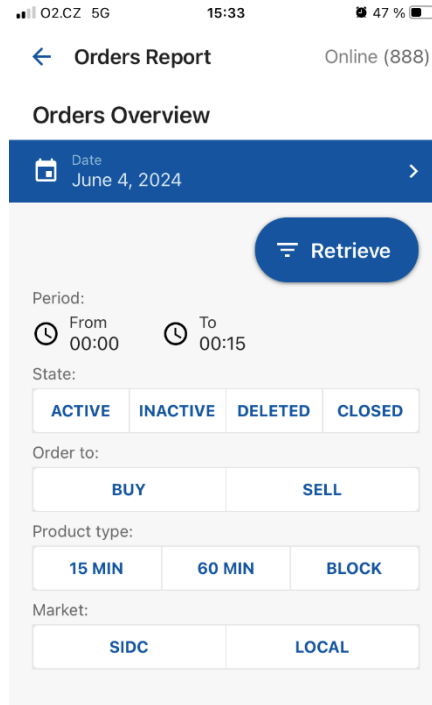 O2.CZ 5G 15:33 47 %
Orders Report Online (888)
Orders Overview
Date
June 4, 2024
Retrieve
Period:
From To
00:00 00:15
State:
ACTIVE INACTIVE DELETED CLOSED
Order to:
BUY SELL
Product type:
15 MIN 60 MIN BLOCK
Market:
SIDC LOCAL